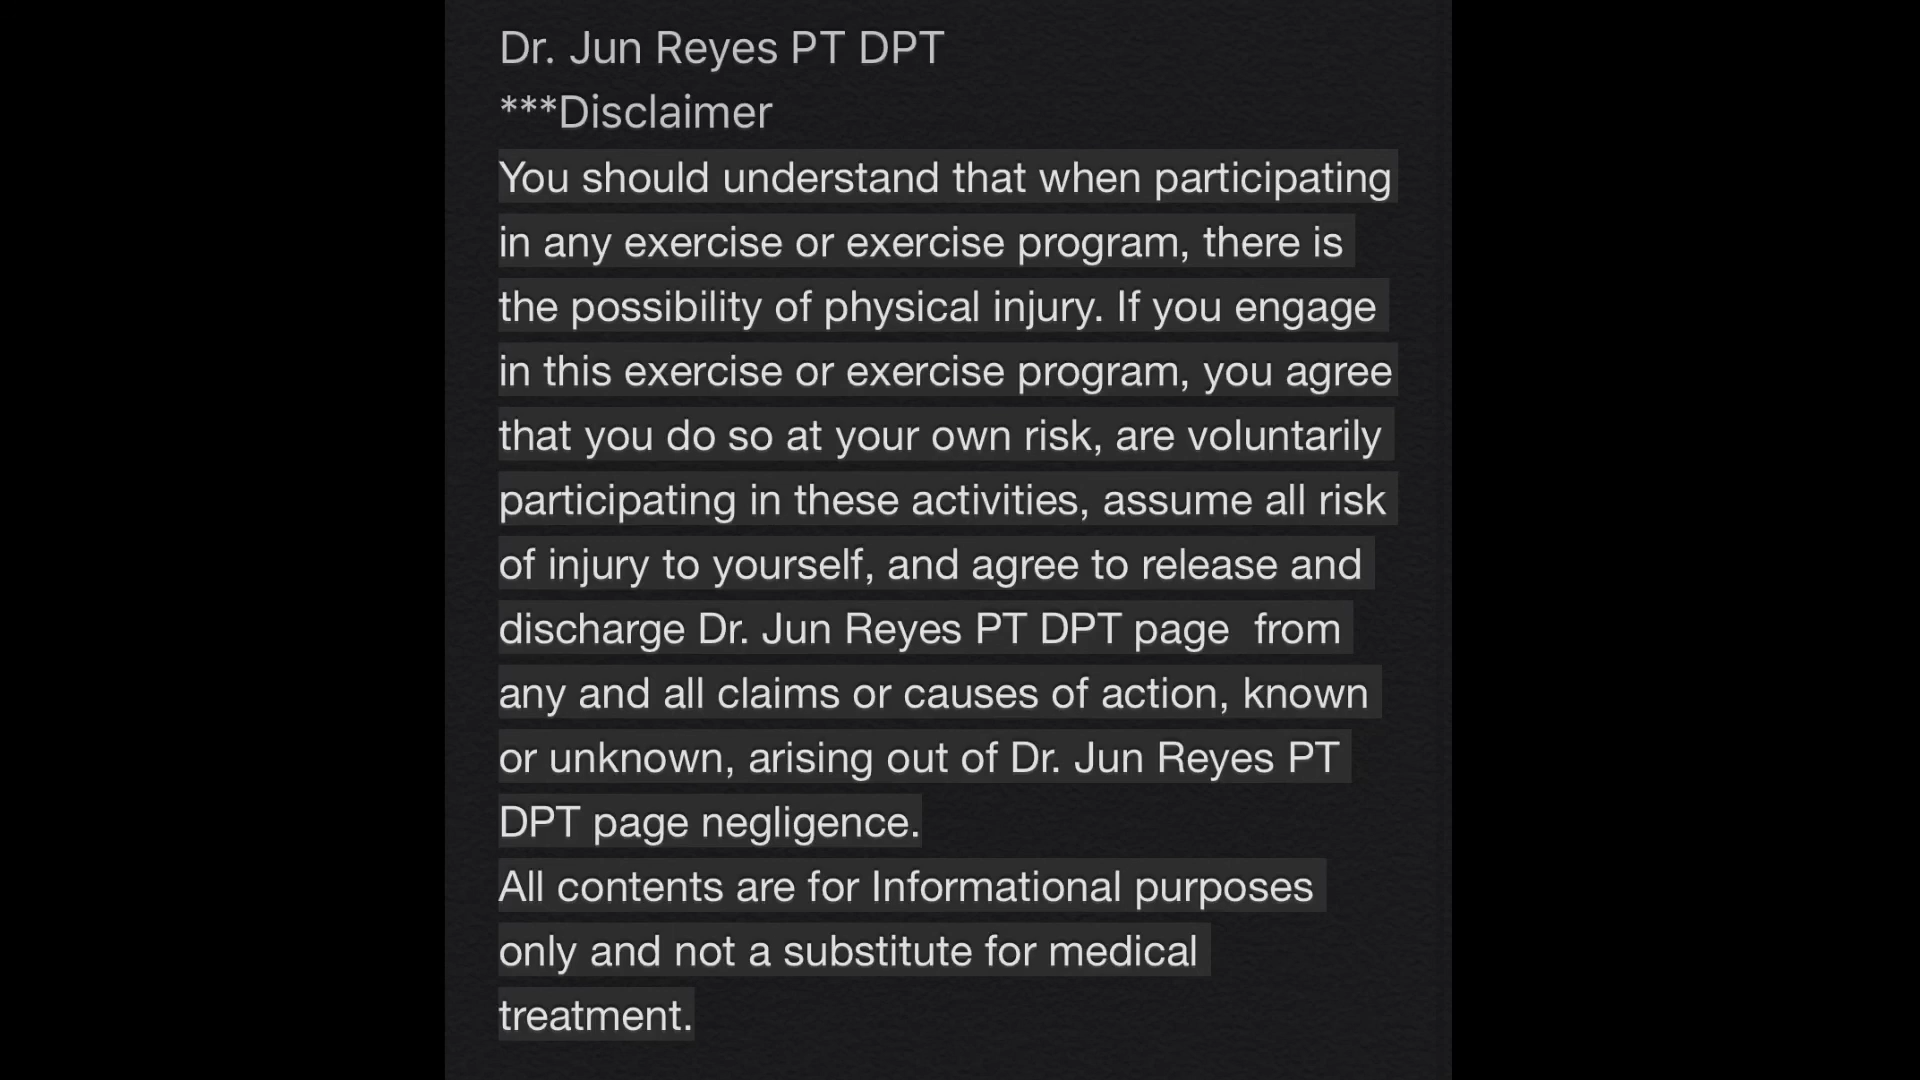 Dr. Jun Reyes PT DPT
***Disclaimer
You should understand that when participating
in any exercise or exercise program, there is
the possibility of physical injury. If you engage
in this exercise or exercise program, you agree
that you do so at your own risk, are voluntarily
participating in these activities, assume all risk
of injury to yourself, and agree to release and
discharge Dr. Jun Reyes PT DPT page  from
any and all claims or causes of action, known
or unknown, arising out of Dr. Jun Reyes PT
DPT page negligence.
All contents are for Informational purposes
only and not a substitute for medical
treatment.